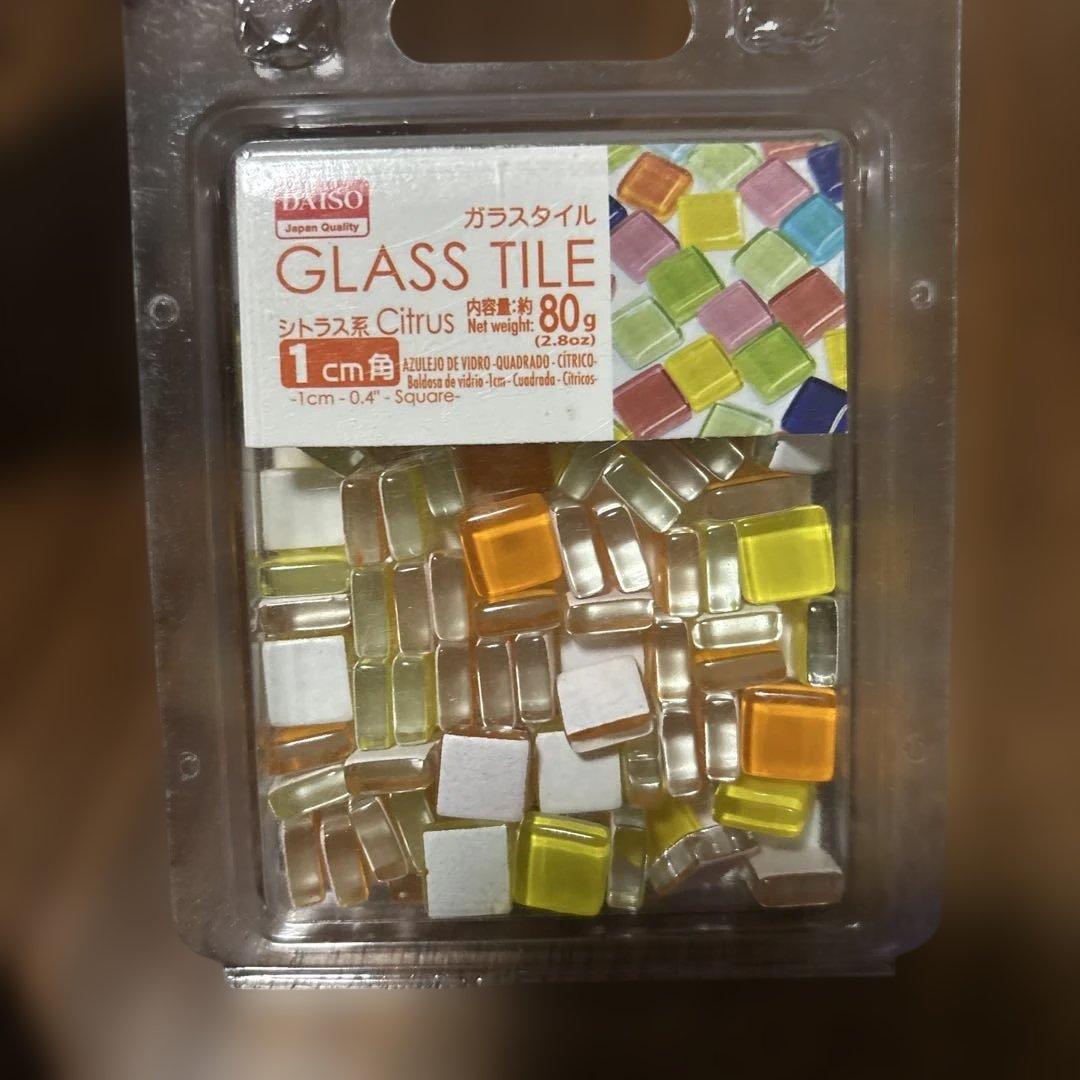 DAISO
Japan Quality
ガラスタイル
GLASS TILE
シトラス系 Citrus
内容量:約 80g
Net weight:
(2.8oz)
1cm角
AZULEJO DE VIDRO -QUADRADO - CÍTRICO-
Baldosa de vidrio -1cm- Cuadrada - Cítricos-
-1cm - 0.4" - Square-